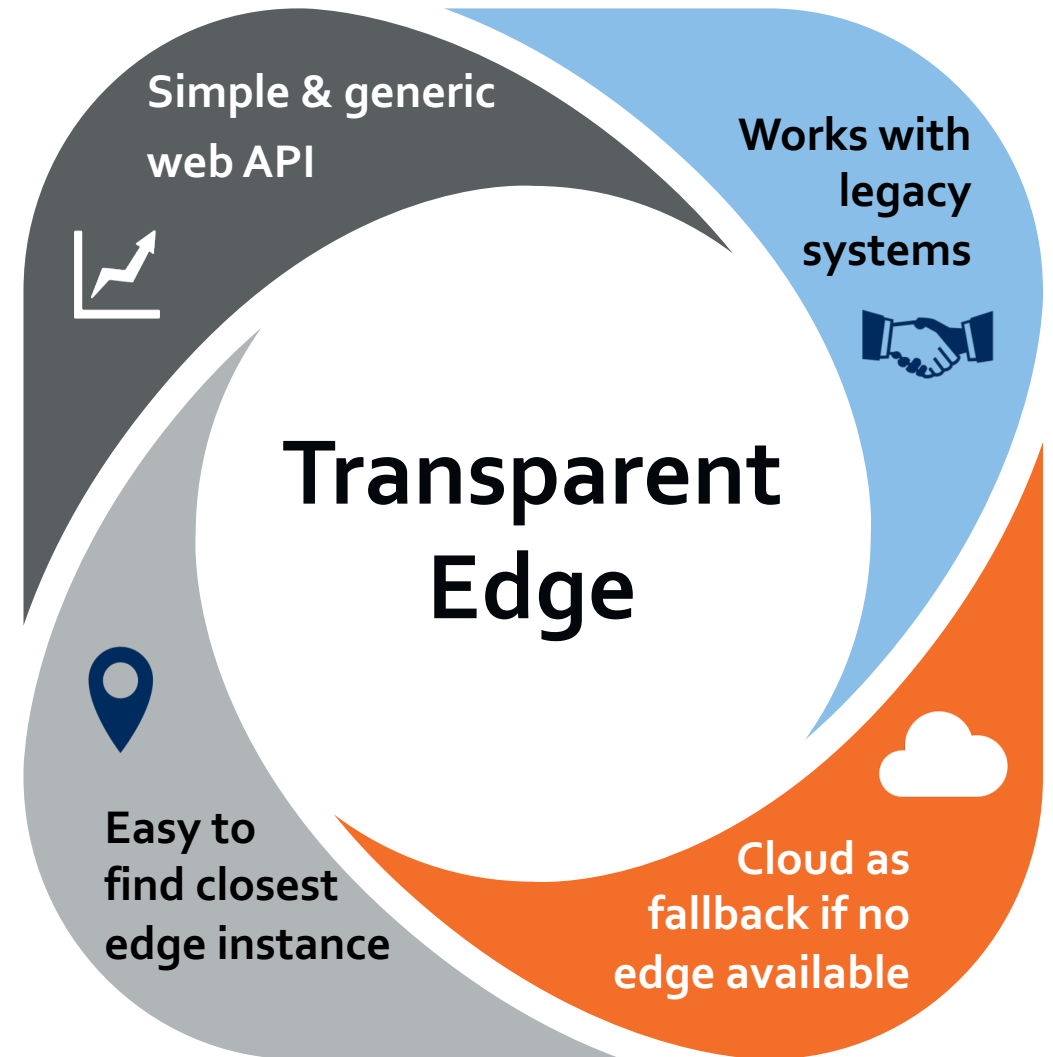 Simple & generic
web API
Works with
legacy
systems
Transparent
Edge
Easy to
find closest
edge instance
Cloud as
fallback if no
edge available